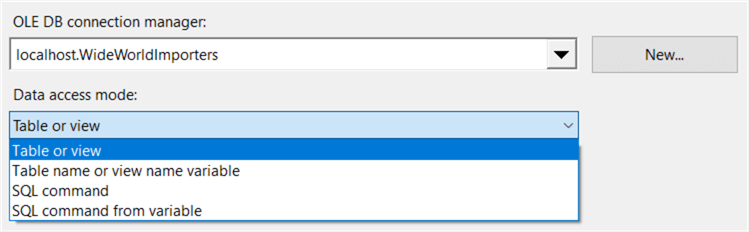 OLE DB connection manager:
localhost.WideWorldImporters
New...
Data access mode:
Table or view
Table or view
Table name or view name variable
SQL command
SQL command from variable